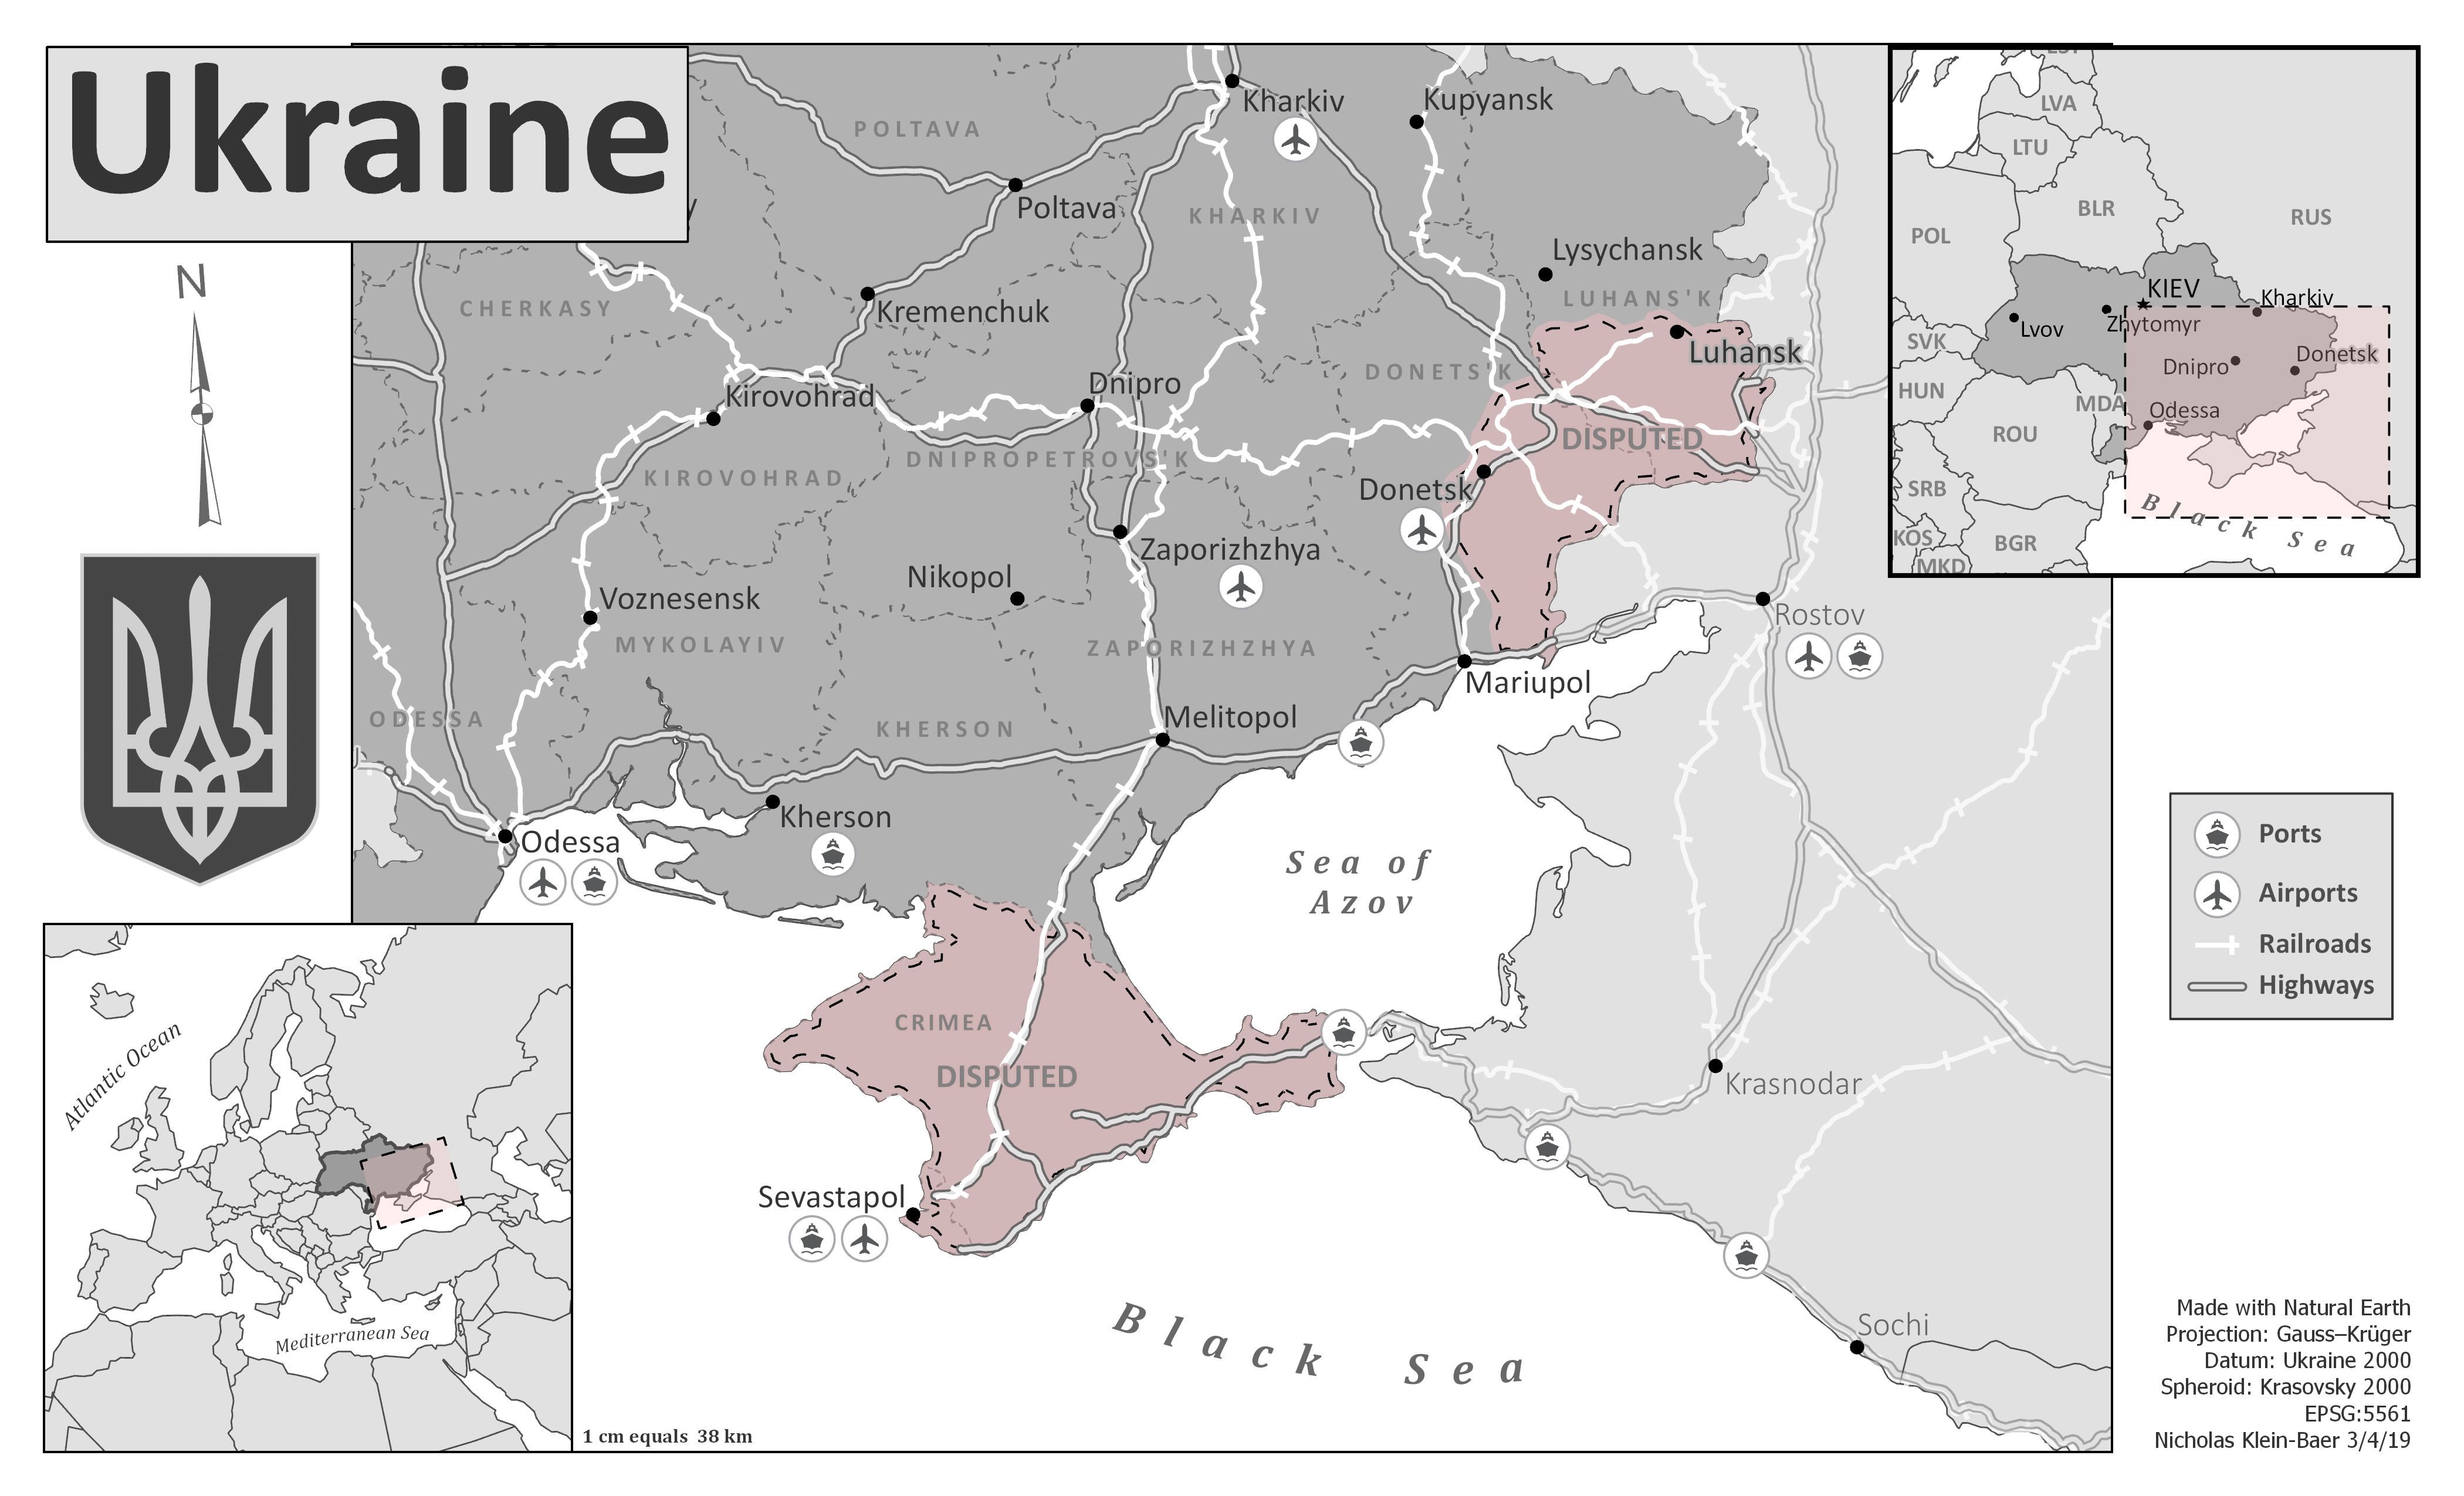 Ukraine
N
POLTAVA
Kharkiv
Kupyansk
Poltava
KHARKIV
Lysychansk
LUHANS'K
CHERKASY
Kremenchuk
Luhansk
DONETS'K
Kirovohrad
Dnipro
DISPUTED
DNIPROPETROVS'K
KIROVOHRAD
Donetsk
Zaporizhzhya
Nikopol
Voznesensk
MYKOLAYIV
ZAPORIZHZHYA
Rostov
Mariupol
ODESSA
KHERSON
Melitopol
Kherson
Odessa
Sea of
Azov
CRIMEA
DISPUTED
Krasnodar
Sevastapol
Black Sea
Sochi
LVA
LTU
BLR
RUS
POL
KIEV
Kharkiv
Lvov
Zhytomyr
SVK
Dnipro
Donetsk
HUN
MDA
Odessa
ROU
SRB
Black Sea
KOS
BGR
MKD
Ports
Airports
Railroads
Highways
Atlantic Ocean
Mediterranean Sea
1 cm equals 38 km
Made with Natural Earth
Projection: Gauss–Krüger
Datum: Ukraine 2000
Spheroid: Krasovsky 2000
EPSG:5561
Nicholas Klein-Baer 3/4/19